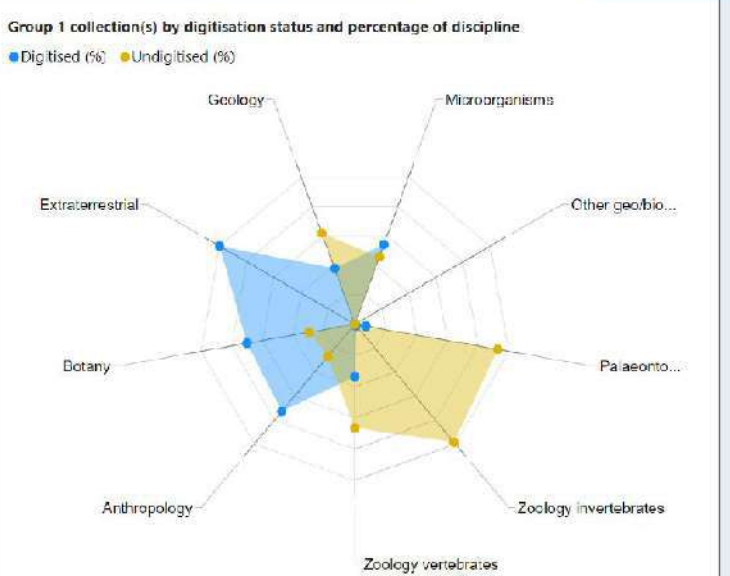 Group 1 collection(s) by digitisation status and percentage of discipline
Digitised (%) Undigitised (%)
Geology Microorganisms
Extraterrestrial Other geo/bio...
Botany Palaeonto...
Anthropology Zoology invertebrates
Zoology vertebrates